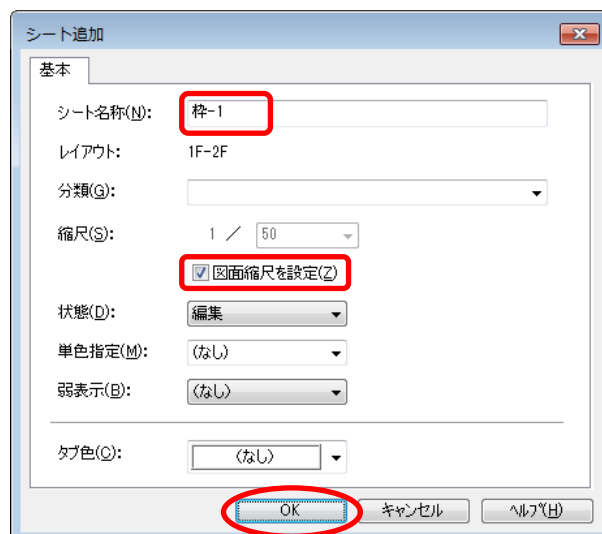 シート追加
基本
シート名称(N): 枠-1
レイアウト: 1F-2F
分類(G):
縮尺(S): 1 ／ 50
図面縮尺を設定(Z)
状態(D): 編集
単色指定(M): (なし)
弱表示(B): (なし)
タブ色(C): (なし)
OK キャンセル ヘルプ(H)